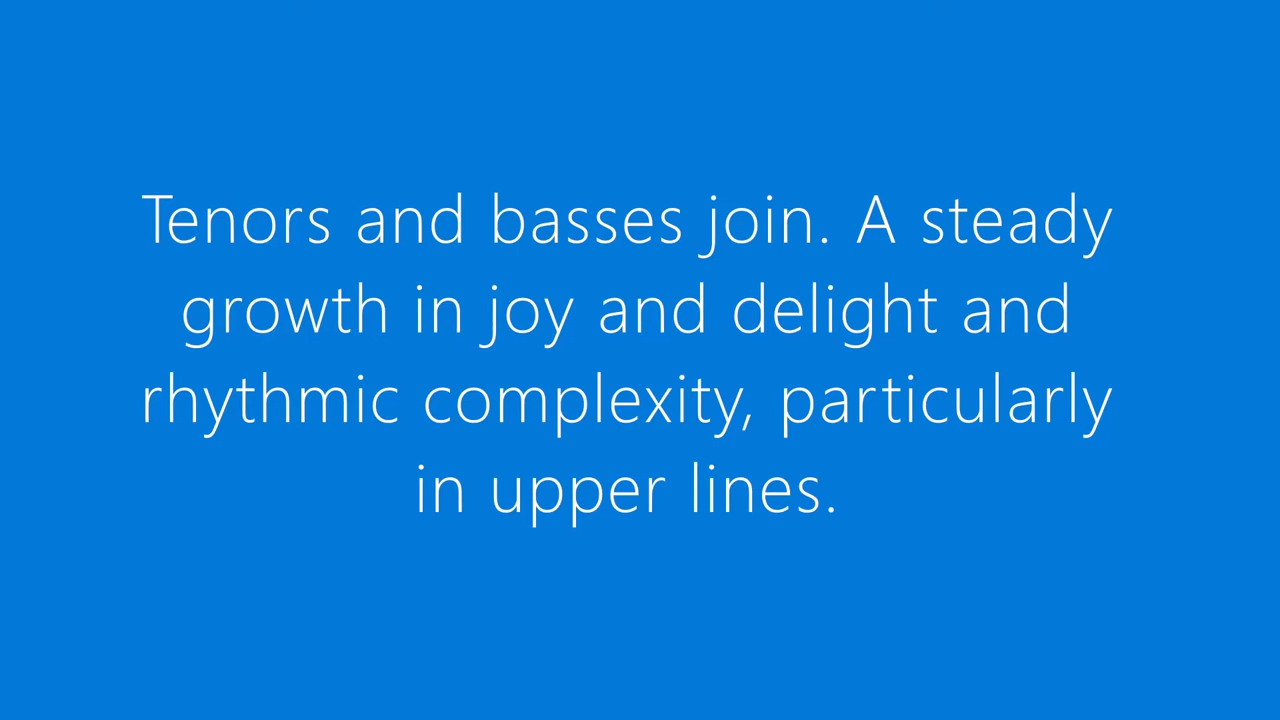 Tenors and basses join. A steady
growth in joy and delight and
rhythmic complexity, particularly
in upper lines.